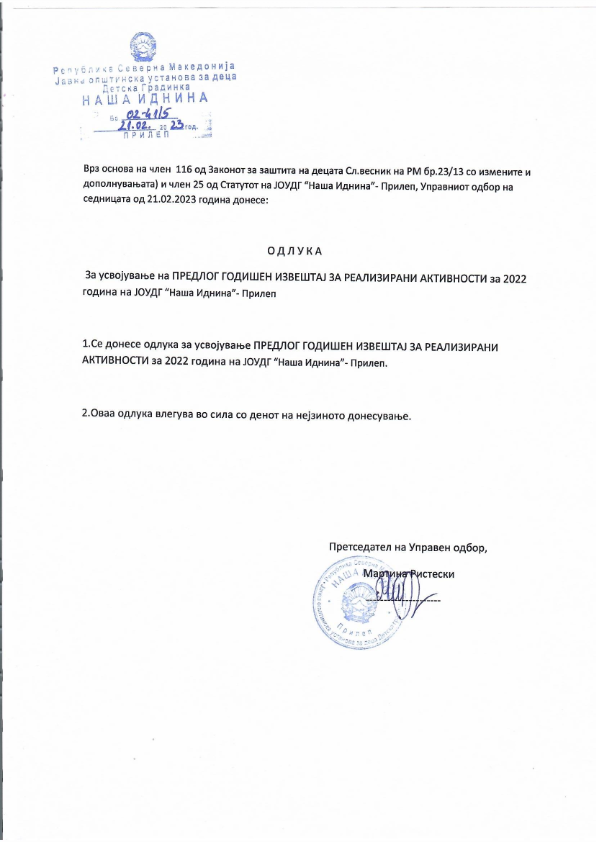 Република Северна Македонија
Јавна општинска установа за деца
Детска Градинка
НАША ИДНИНА
Бр. 02-41/5
21.02. 2023 год.
ПРИЛЕП
Врз основа на член 116 од Законот за заштита на децата Сл.весник на РМ бр.23/13 со измените и
дополнувањата) и член 25 од Статутот на ЈОУДГ “Наша Иднина”- Прилеп, Управниот одбор на
седницата од 21.02.2023 година донесе:
О Д Л У К А
За усвојување на ПРЕДЛОГ ГОДИШЕН ИЗВЕШТАЈ ЗА РЕАЛИЗИРАНИ АКТИВНОСТИ за 2022
година на ЈОУДГ “Наша Иднина”- Прилеп
1.Се донесе одлука за усвојување ПРЕДЛОГ ГОДИШЕН ИЗВЕШТАЈ ЗА РЕАЛИЗИРАНИ
АКТИВНОСТИ за 2022 година на ЈОУДГ “Наша Иднина”- Прилеп.
2.Оваа одлука влегува во сила со денот на нејзиното донесување.
Претседател на Управен одбор,
Мартина Ристески
НАША
Прилеп